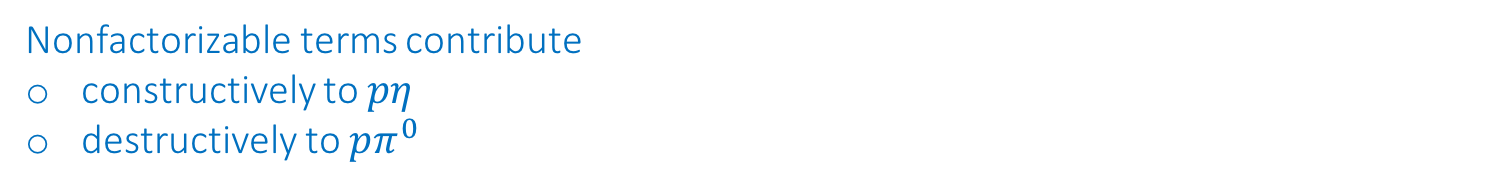 Nonfactorizable terms contribute
o constructively to pη
o destructively to pπ⁰